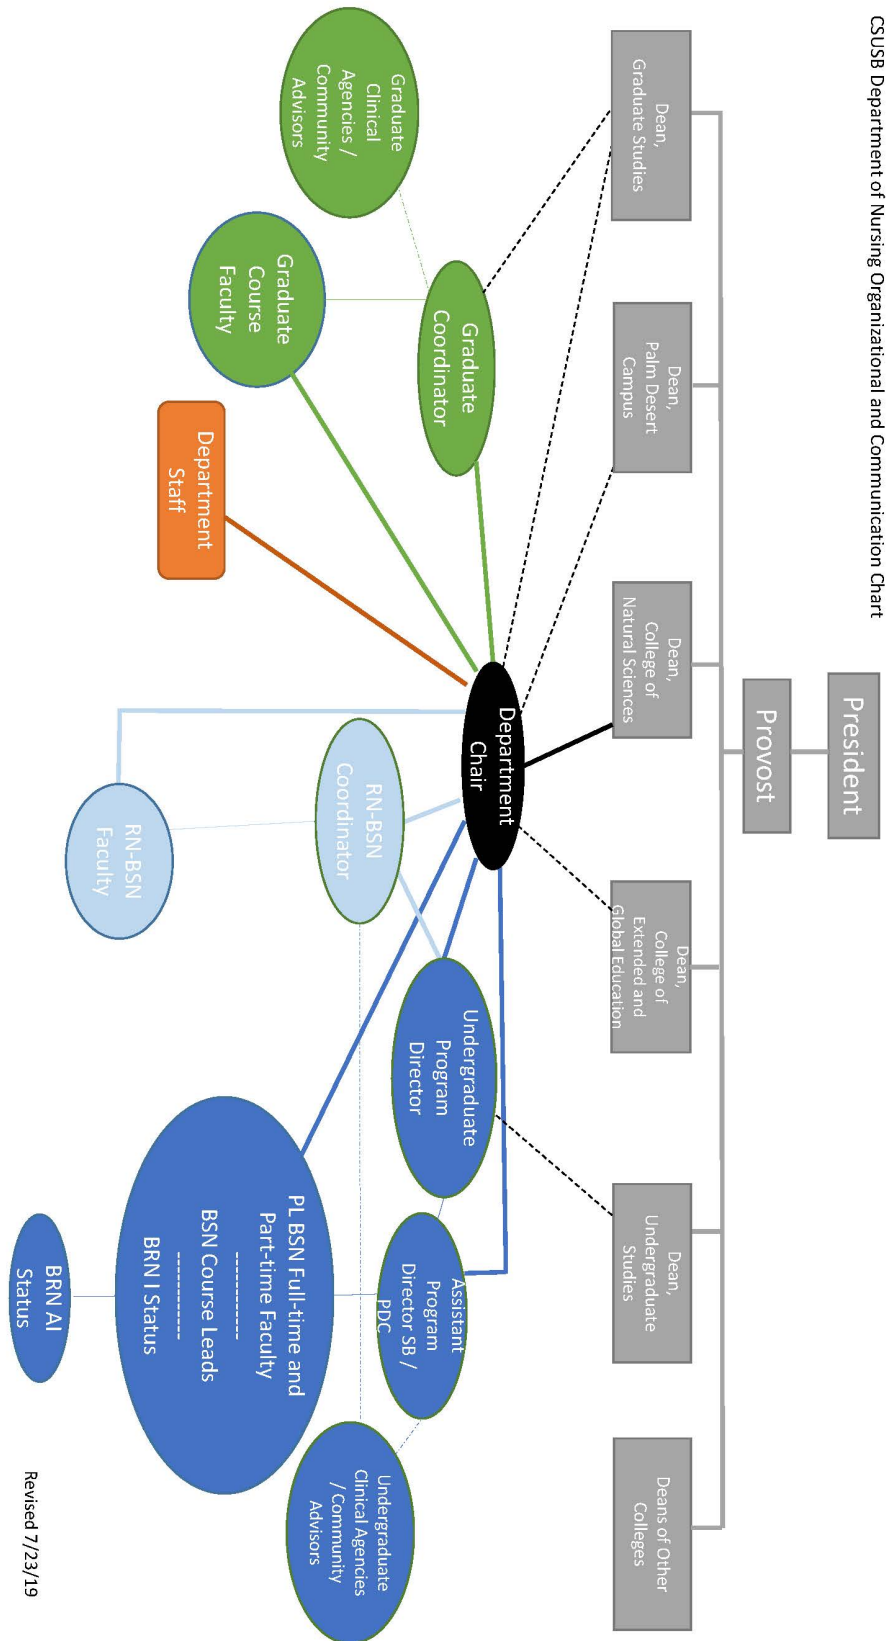 CSUSB Department of Nursing Organizational and Communication Chart
President
Provost
Dean,
Graduate Studies
Dean,
Palm Desert
Campus
Dean,
College of
Natural Sciences
Dean,
College of
Extended and
Global Education
Dean,
Undergraduate
Studies
Deans of Other
Colleges
Department
Chair
Graduate
Coordinator
Graduate
Clinical
Agencies /
Community
Advisors
Graduate
Course
Faculty
Department
Staff
RN-BSN
Coordinator
RN-BSN
Faculty
Undergraduate
Program
Director
Assistant
Program
Director SB /
PDC
Undergraduate
Clinical Agencies
/ Community
Advisors
PL BSN Full-time and
Part-time Faculty
------------
BSN Course Leads
------------
BRN I Status
BRN AI
Status
Revised 7/23/19